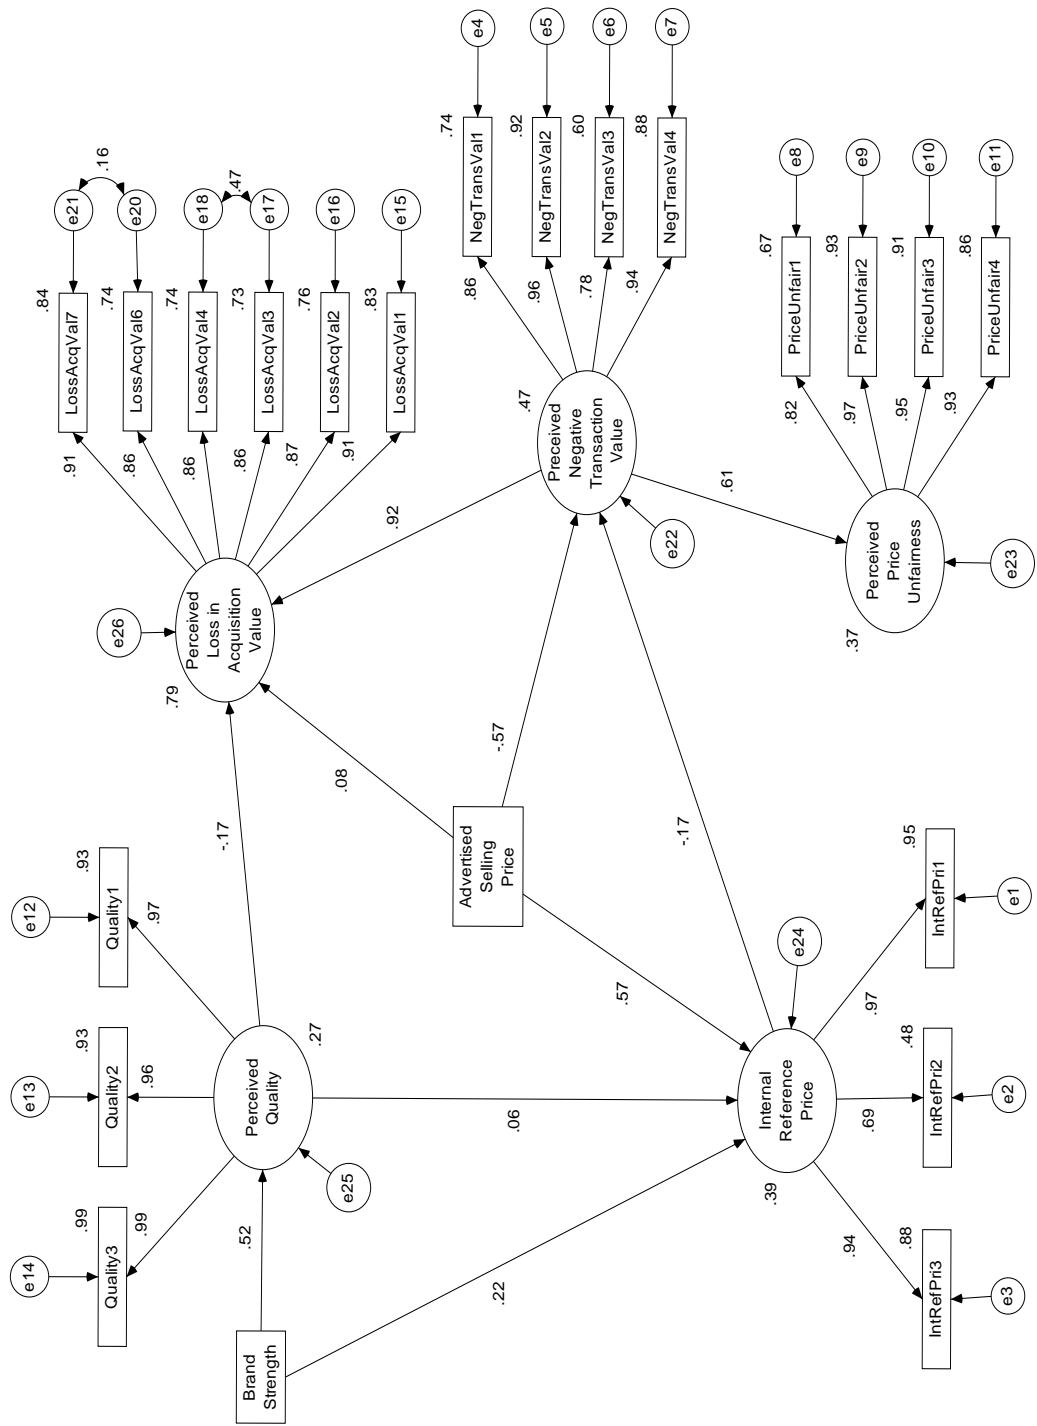 e14
e13
e12
.99
.93
.93
Quality3
Quality2
Quality1
.99
.96
.97
Brand
Strength
.52
Perceived
Quality
.27
e25
-.17
.06
.22
e26
.79
Perceived
Loss in
Acquisition
Value
.91
.86
.86
.86
.87
.91
.84
LossAcqVal7
e21
.16
.74
LossAcqVal6
e20
.74
LossAcqVal4
e18
.47
.73
LossAcqVal3
e17
.76
LossAcqVal2
e16
.83
LossAcqVal1
e15
.08
.92
Advertised
Selling
Price
-.57
.57
.47
Preceived
Negative
Transaction
Value
e22
.86
.96
.78
.94
.74
NegTransVal1
e4
.92
NegTransVal2
e5
.60
NegTransVal3
e6
.88
NegTransVal4
e7
-.17
.61
.39
Internal
Reference
Price
e24
.94
.69
.97
.88
.48
.95
IntRefPri3
IntRefPri2
IntRefPri1
e3
e2
e1
.37
Perceived
Price
Unfairness
e23
.82
.97
.95
.93
.67
PriceUnfair1
e8
.93
PriceUnfair2
e9
.91
PriceUnfair3
e10
.86
PriceUnfair4
e11